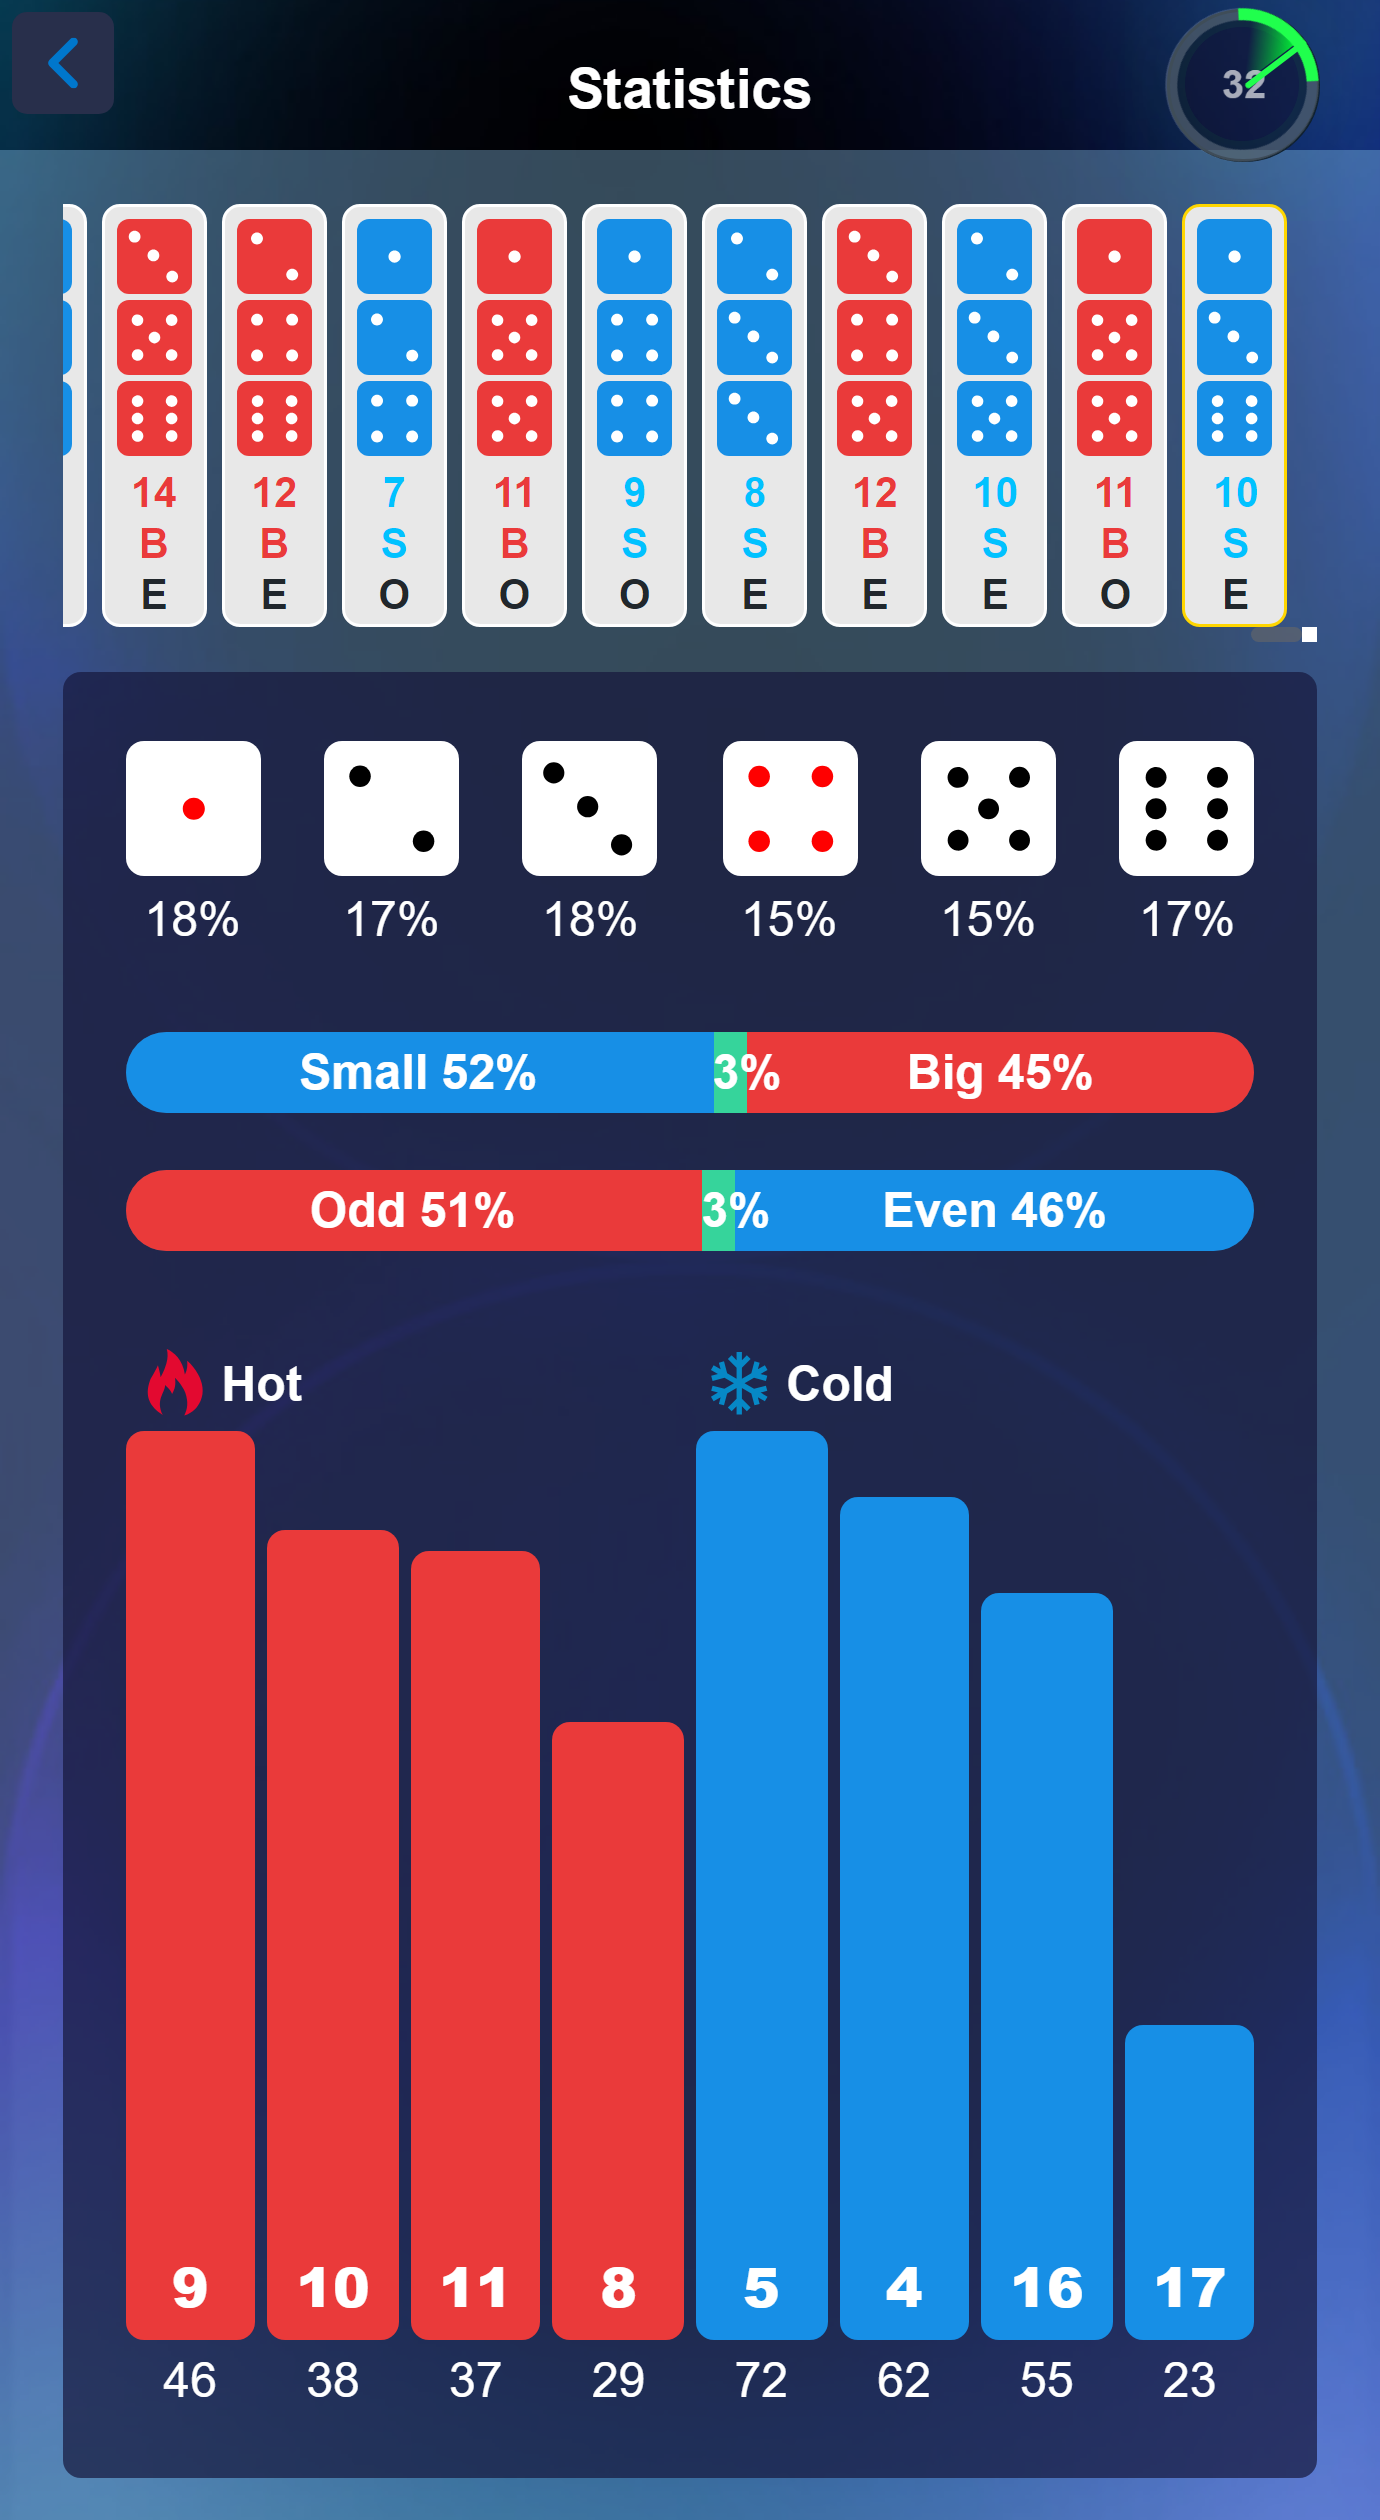 Statistics
32
14 12 7 11 9 8 12 10 11 10
B B S B S S B S B S
E E O O O E E E O E
18% 17% 18% 15% 15% 17%
Small 52% 3% Big 45%
Odd 51% 3% Even 46%
Hot Cold
9 10 11 8 5 4 16 17
46 38 37 29 72 62 55 23